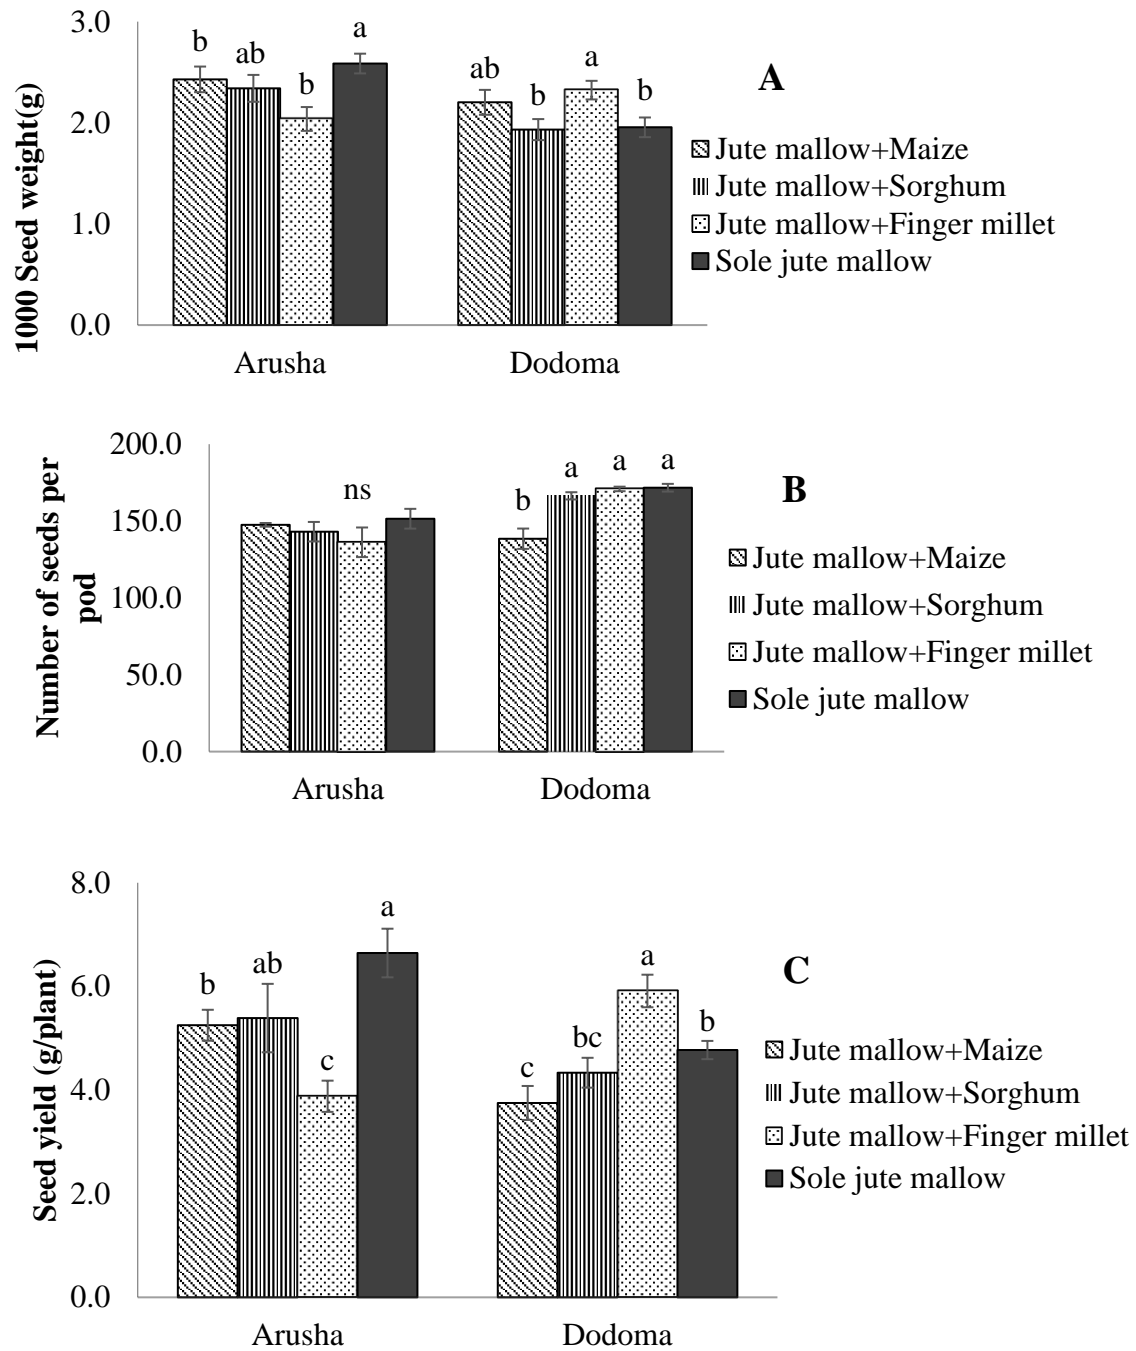 3.0
2.0
1.0
0.0
1000 Seed weight(g)
b ab b a
ab b a b
A
Jute mallow+Maize
Jute mallow+Sorghum
Jute mallow+Finger millet
Sole jute mallow
Arusha Dodoma
200.0
150.0
100.0
50.0
0.0
Number of seeds per
pod
ns
b a a a
B
Jute mallow+Maize
Jute mallow+Sorghum
Jute mallow+Finger millet
Sole jute mallow
Arusha Dodoma
8.0
6.0
4.0
2.0
0.0
Seed yield (g/plant)
b ab c a
c bc a b
C
Jute mallow+Maize
Jute mallow+Sorghum
Jute mallow+Finger millet
Sole jute mallow
Arusha Dodoma